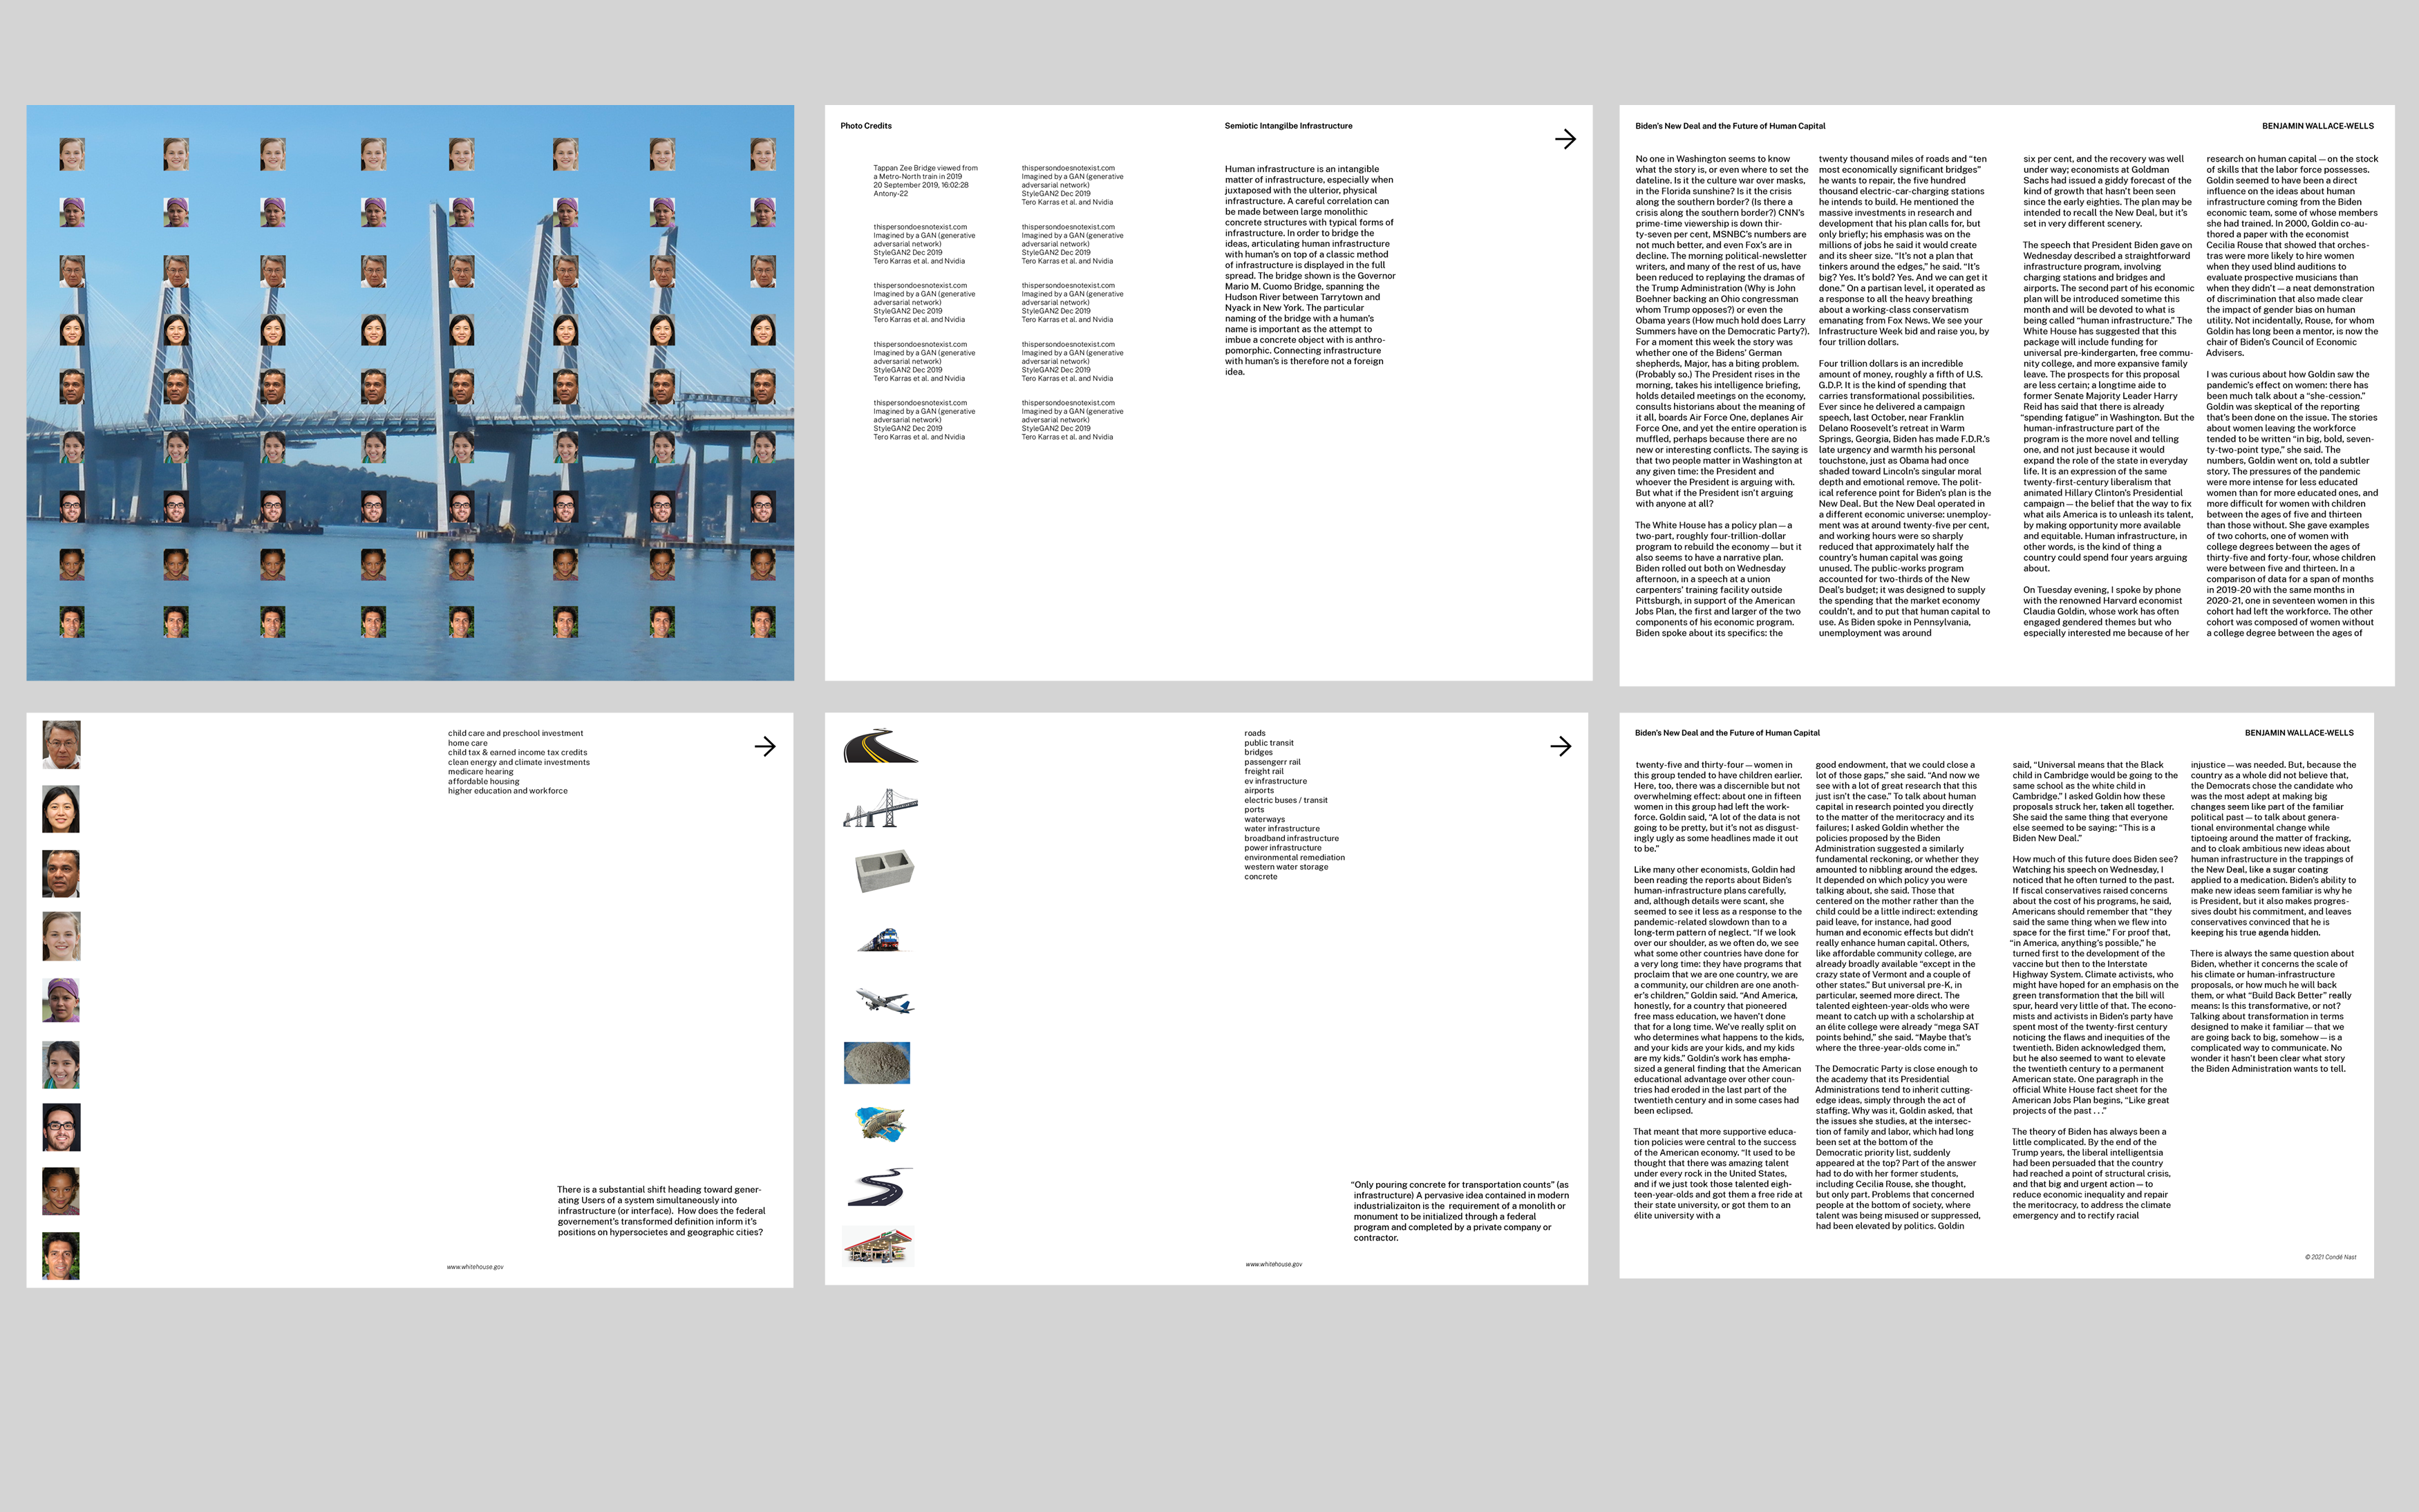 Photo Credits
Tappan Zee Bridge viewed from
a Metro-North train in 2019
20 September 2019, 16:02:28
Antony-22
thispersondoesnotexist.com
Imagined by a GAN (generative
adversarial network)
StyleGAN2 Dec 2019
Tero Karras et al. and Nvidia
thispersondoesnotexist.com
Imagined by a GAN (generative
adversarial network)
StyleGAN2 Dec 2019
Tero Karras et al. and Nvidia
thispersondoesnotexist.com
Imagined by a GAN (generative
adversarial network)
StyleGAN2 Dec 2019
Tero Karras et al. and Nvidia
thispersondoesnotexist.com
Imagined by a GAN (generative
adversarial network)
StyleGAN2 Dec 2019
Tero Karras et al. and Nvidia
thispersondoesnotexist.com
Imagined by a GAN (generative
adversarial network)
StyleGAN2 Dec 2019
Tero Karras et al. and Nvidia
thispersondoesnotexist.com
Imagined by a GAN (generative
adversarial network)
StyleGAN2 Dec 2019
Tero Karras et al. and Nvidia
thispersondoesnotexist.com
Imagined by a GAN (generative
adversarial network)
StyleGAN2 Dec 2019
Tero Karras et al. and Nvidia
thispersondoesnotexist.com
Imagined by a GAN (generative
adversarial network)
StyleGAN2 Dec 2019
Tero Karras et al. and Nvidia
thispersondoesnotexist.com
Imagined by a GAN (generative
adversarial network)
StyleGAN2 Dec 2019
Tero Karras et al. and Nvidia
Semiotic Intangilbe Infrastructure
Human infrastructure is an intangible
matter of infrastructure, especially when
juxtaposed with the ulterior, physical
infrastructure. A careful correlation can
be made between large monolithic
concrete structures with typical forms of
infrastructure. In order to bridge the
ideas, articulating human infrastructure
with human's on top of a classic method
of infrastructure is displayed in the full
spread. The bridge shown is the Governor
Mario M. Cuomo Bridge, spanning the
Hudson River between Tarrytown and
Nyack in New York. The particular
naming of the bridge with a human's
name is important as the attempt to
imbue a concrete object with is anthro-
pomorphic. Connecting infrastructure
with human's is therefore not a foreign
idea.
Biden's New Deal and the Future of Human Capital
BENJAMIN WALLACE-WELLS
No one in Washington seems to know
what the story is, or even where to set the
dateline. Is it the culture war over masks,
in the Florida sunshine? Is it the crisis
along the southern border? (Is there a
crisis along the southern border?) CNN's
prime-time viewership is down thir-
ty-seven per cent, MSNBC's numbers are
not much better, and even Fox's are in
decline. The morning political-newsletter
writers, and many of the rest of us, have
been reduced to replaying the dramas of
the Trump Administration (Why is John
Boehner backing an Ohio congressman
whom Trump opposes?) or even the
Obama years (How much hold does Larry
Summers have on the Democratic Party?).
For a moment this week the story was
whether one of the Bidens' German
shepherds, Major, has a biting problem.
(Probably so.) The President rises in the
morning, takes his intelligence briefing,
holds detailed meetings on the economy,
consults historians about the meaning of
it all, boards Air Force One, deplanes Air
Force One, and yet the entire operation is
muffled, perhaps because there are no
new or interesting conflicts. The saying is
that two people matter in Washington at
any given time: the President and
whoever the President is arguing with.
But what if the President isn't arguing
with anyone at all?
The White House has a policy plan—a
two-part, roughly four-trillion-dollar
program to rebuild the economy—but it
also seems to have a narrative plan.
Biden rolled out both on Wednesday
afternoon, in a speech at a union
carpenters' training facility outside
Pittsburgh, in support of the American
Jobs Plan, the first and larger of the two
components of his economic program.
Biden spoke about its specifics: the
twenty thousand miles of roads and "ten
most economically significant bridges"
he wants to repair, the five hundred
thousand electric-car-charging stations
he intends to build. He mentioned the
massive investments in research and
development that his plan calls for, but
only briefly; his emphasis was on the
millions of jobs he said it would create
and its sheer size. "It's not a plan that
tinkers around the edges," he said. "It's
big? Yes. It's bold? Yes. And we can get it
done." On a partisan level, it operated as
a response to all the heavy breathing
about a working-class conservatism
emanating from Fox News. We see your
Infrastructure Week bid and raise you, by
four trillion dollars.
Four trillion dollars is an incredible
amount of money, roughly a fifth of U.S.
G.D.P. It is the kind of spending that
carries transformational possibilities.
Ever since he delivered a campaign
speech, last October, near Franklin
Delano Roosevelt's retreat in Warm
Springs, Georgia, Biden has made F.D.R.'s
late urgency and warmth his personal
touchstone, just as Obama had once
shaded toward Lincoln's singular moral
depth and emotional remove. The polit-
ical reference point for Biden's plan is the
New Deal. But the New Deal operated in
a different economic universe: unemploy-
ment was at around twenty-five per cent,
and working hours were so sharply
reduced that approximately half the
country's human capital was going
unused. The public-works program
accounted for two-thirds of the New
Deal's budget; it was designed to supply
the spending that the market economy
couldn't, and to put that human capital to
use. As Biden spoke in Pennsylvania,
unemployment was around
six per cent, and the recovery was well
under way; economists at Goldman
Sachs had issued a giddy forecast of the
kind of growth that hasn't been seen
since the early eighties. The plan may be
intended to recall the New Deal, but it's
set in very different scenery.
The speech that President Biden gave on
Wednesday described a straightforward
infrastructure program, involving
charging stations and bridges and
airports. The second part of his economic
plan will be introduced sometime this
month and will be devoted to what is
being called "human infrastructure." The
White House has suggested that this
package will include funding for
universal pre-kindergarten, free commu-
nity college, and more expansive family
leave. The prospects for this proposal
are less certain; a longtime aide to
former Senate Majority Leader Harry
Reid has said that there is already
"spending fatigue" in Washington. But the
human-infrastructure part of the
program is the more novel and telling
one, and not just because it would
expand the role of the state in everyday
life. It is an expression of the same
twenty-first-century liberalism that
animated Hillary Clinton's Presidential
campaign—the belief that the way to fix
what ails America is to unleash its talent,
by making opportunity more available
and equitable. Human infrastructure, in
other words, is the kind of thing a
country could spend four years arguing
about.
On Tuesday evening, I spoke by phone
with the renowned Harvard economist
Claudia Goldin, whose work has often
engaged gendered themes but who
especially interested me because of her
research on human capital—on the stock
of skills that the labor force possesses.
Goldin seemed to have been a direct
influence on the ideas about human
infrastructure coming from the Biden
economic team, some of whose members
she had trained. In 2000, Goldin co-au-
thored a paper with the economist
Cecilia Rouse that showed that orches-
tras were more likely to hire women
when they used blind auditions to
evaluate prospective musicians than
when they didn't—a neat demonstration
of discrimination that also made clear
the impact of gender bias on human
utility. Not incidentally, Rouse, for whom
Goldin has long been a mentor, is now the
chair of Biden's Council of Economic
Advisers.
I was curious about how Goldin saw the
pandemic's effect on women: there has
been much talk about a "she-cession."
Goldin was skeptical of the reporting
that's been done on the issue. The stories
about women leaving the workforce
tended to be written "in big, bold, seven-
ty-two-point type," she said. The
numbers, Goldin went on, told a subtler
story. The pressures of the pandemic
were more intense for less educated
women than for more educated ones, and
more difficult for women with children
between the ages of five and thirteen
than those without. She gave examples
of two cohorts, one of women with
college degrees between the ages of
thirty-five and forty-four, whose children
were between five and thirteen. In a
comparison of data for a span of months
in 2019-20 with the same months in
2020-21, one in seventeen women in this
cohort had left the workforce. The other
cohort was composed of women without
a college degree between the ages of
child care and preschool investment
home care
child tax & earned income tax credits
clean energy and climate investments
medicare hearing
affordable housing
higher education and workforce
There is a substantial shift heading toward gener-
ating Users of a system simultaneously into
infrastructure (or interface).  How does the federal
governement's transformed definition inform it's
positions on hypersocietes and geographic cities?
www.whitehouse.gov
roads
public transit
bridges
passengerr rail
freight rail
ev infrastructure
airports
electric buses / transit
ports
waterways
water infrastructure
broadband infrastructure
power infrastructure
environmental remediation
western water storage
concrete
"Only pouring concrete for transportation counts" (as
infrastructure) A pervasive idea contained in modern
industrializaiton is the  requirement of a monolith or
monument to be initialized through a federal
program and completed by a private company or
contractor.
www.whitehouse.gov
Biden's New Deal and the Future of Human Capital
BENJAMIN WALLACE-WELLS
twenty-five and thirty-four—women in
this group tended to have children earlier.
Here, too, there was a discernible but not
overwhelming effect: about one in fifteen
women in this group had left the work-
force. Goldin said, "A lot of the data is not
going to be pretty, but it's not as disgust-
ingly ugly as some headlines made it out
to be."
Like many other economists, Goldin had
been reading the reports about Biden's
human-infrastructure plans carefully,
and, although details were scant, she
seemed to see it less as a response to the
pandemic-related slowdown than to a
long-term pattern of neglect. "If we look
over our shoulder, as we often do, we see
what some other countries have done for
a very long time: they have programs that
proclaim that we are one country, we are
a community, our children are one anoth-
er's children," Goldin said. "And America,
honestly, for a country that pioneered
free mass education, we haven't done
that for a long time. We've really split on
who determines what happens to the kids,
and your kids are your kids, and my kids
are my kids." Goldin's work has empha-
sized a general finding that the American
educational advantage over other coun-
tries had eroded in the last part of the
twentieth century and in some cases had
been eclipsed.
That meant that more supportive educa-
tion policies were central to the success
of the American economy. "It used to be
thought that there was amazing talent
under every rock in the United States,
and if we just took those talented eigh-
teen-year-olds and got them a free ride at
their state university, or got them to an
élite university with a
good endowment, that we could close a
lot of those gaps," she said. "And now we
see with a lot of great research that this
just isn't the case." To talk about human
capital in research pointed you directly
to the matter of the meritocracy and its
failures; I asked Goldin whether the
policies proposed by the Biden
Administration suggested a similarly
fundamental reckoning, or whether they
amounted to nibbling around the edges.
It depended on which policy you were
talking about, she said. Those that
centered on the mother rather than the
child could be a little indirect: extending
paid leave, for instance, had good
human and economic effects but didn't
really enhance human capital. Others,
like affordable community college, are
already broadly available "except in the
crazy state of Vermont and a couple of
other states." But universal pre-K, in
particular, seemed more direct. The
talented eighteen-year-olds who were
meant to catch up with a scholarship at
an élite college were already "mega SAT
points behind," she said. "Maybe that's
where the three-year-olds come in."
The Democratic Party is close enough to
the academy that its Presidential
Administrations tend to inherit cutting-
edge ideas, simply through the act of
staffing. Why was it, Goldin asked, that
the issues she studies, at the intersec-
tion of family and labor, which had long
been set at the bottom of the
Democratic priority list, suddenly
appeared at the top? Part of the answer
had to do with her former students,
including Cecilia Rouse, she thought,
but only part. Problems that concerned
people at the bottom of society, where
talent was being misused or suppressed,
had been elevated by politics. Goldin
said, "Universal means that the Black
child in Cambridge would be going to the
same school as the white child in
Cambridge." I asked Goldin how these
proposals struck her, taken all together.
She said the same thing that everyone
else seemed to be saying: "This is a
Biden New Deal."
How much of this future does Biden see?
Watching his speech on Wednesday, I
noticed that he often turned to the past.
If fiscal conservatives raised concerns
about the cost of his programs, he said,
Americans should remember that "they
said the same thing when we flew into
space for the first time." For proof that,
"in America, anything's possible," he
turned first to the development of the
vaccine but then to the Interstate
Highway System. Climate activists, who
might have hoped for an emphasis on the
green transformation that the bill will
spur, heard very little of that. The econo-
mists and activists in Biden's party have
spent most of the twenty-first century
noticing the flaws and inequities of the
twentieth. Biden acknowledged them,
but he also seemed to want to elevate
the twentieth century to a permanent
American state. One paragraph in the
official White House fact sheet for the
American Jobs Plan begins, "Like great
projects of the past . . ."
The theory of Biden has always been a
little complicated. By the end of the
Trump years, the liberal intelligentsia
had been persuaded that the country
had reached a point of structural crisis,
and that big and urgent action—to
reduce economic inequality and repair
the meritocracy, to address the climate
emergency and to rectify racial
injustice—was needed. But, because the
country as a whole did not believe that,
the Democrats chose the candidate who
was the most adept at making big
changes seem like part of the familiar
political past—to talk about genera-
tional environmental change while
tiptoeing around the matter of fracking,
and to cloak ambitious new ideas about
human infrastructure in the trappings of
the New Deal, like a sugar coating
applied to a medication. Biden's ability to
make new ideas seem familiar is why he
is President, but it also makes progres-
sives doubt his commitment, and leaves
conservatives convinced that he is
keeping his true agenda hidden.
There is always the same question about
Biden, whether it concerns the scale of
his climate or human-infrastructure
proposals, or how much he will back
them, or what "Build Back Better" really
means: Is this transformative, or not?
Talking about transformation in terms
designed to make it familiar—that we
are going back to big, somehow—is a
complicated way to communicate. No
wonder it hasn't been clear what story
the Biden Administration wants to tell.
© 2021 Condé Nast